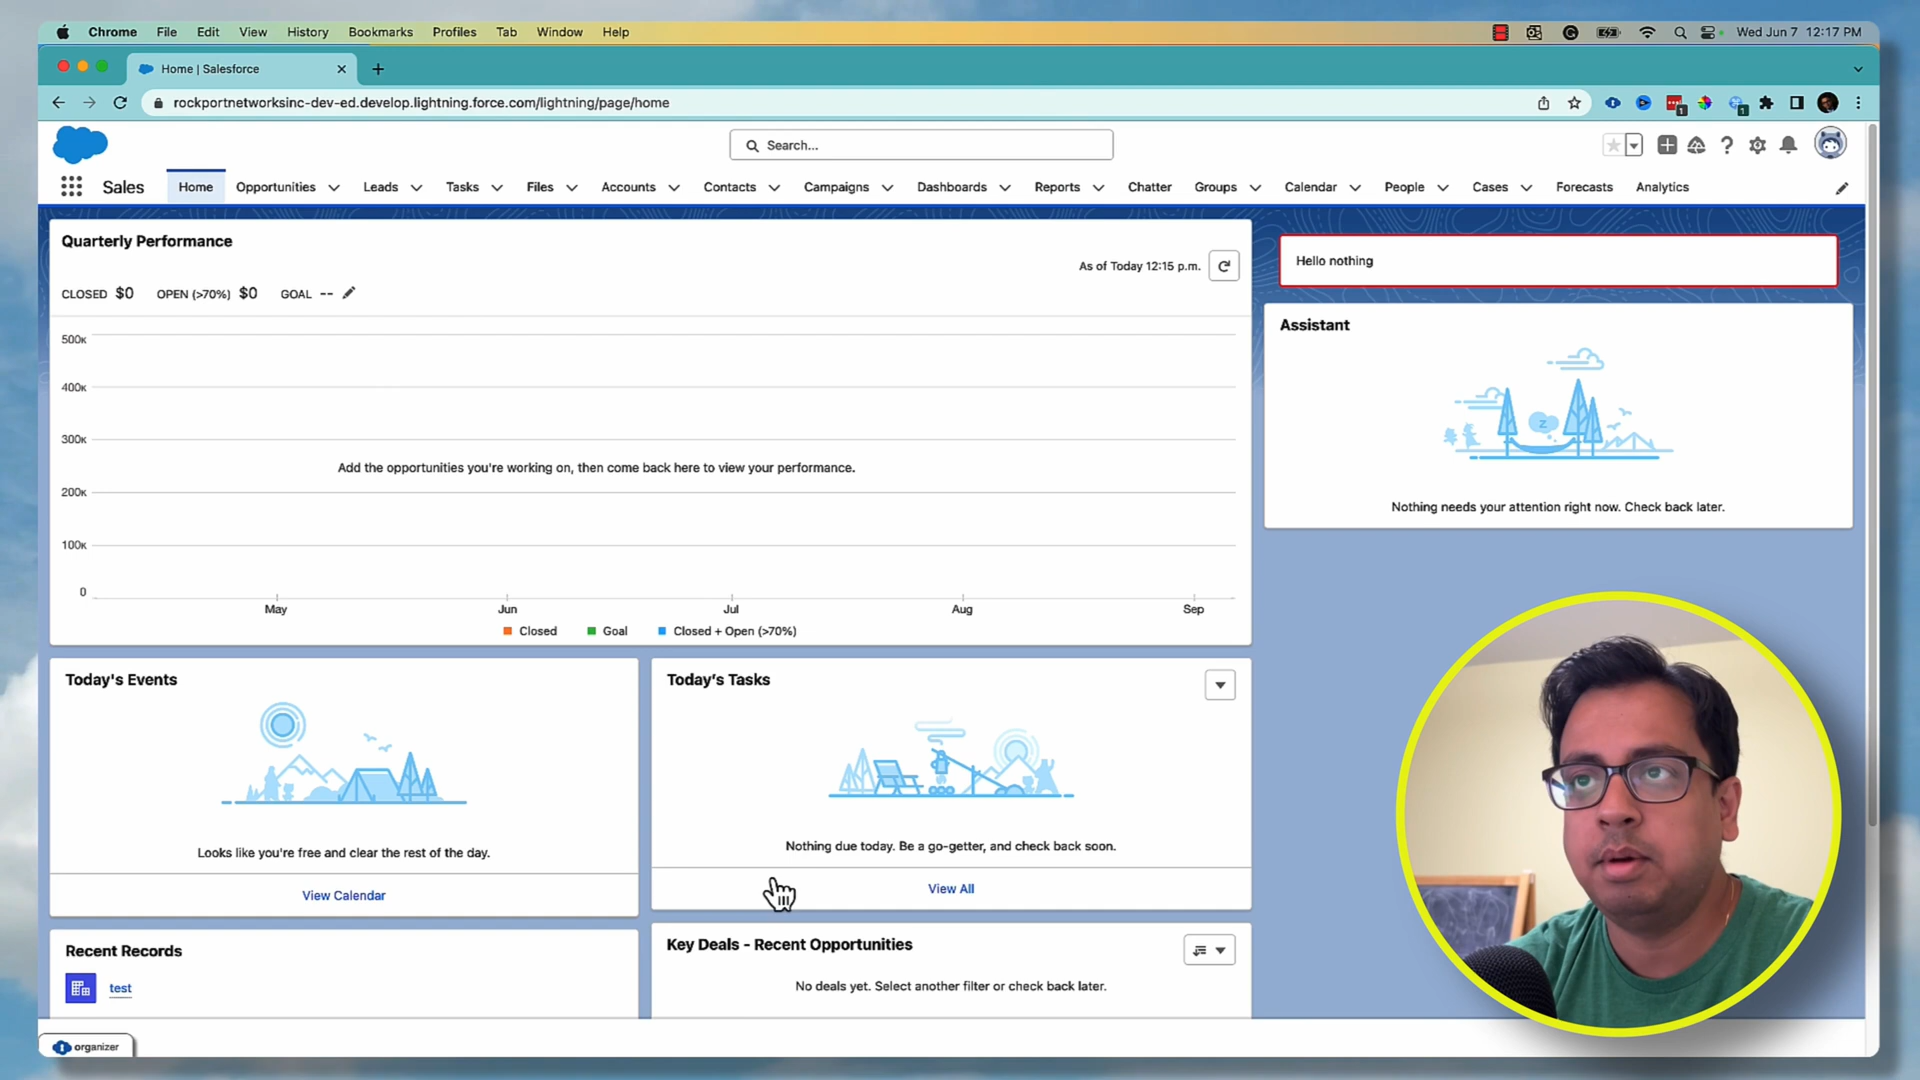 Chrome File Edit View History Bookmarks Profiles Tab Window Help Wed Jun 7 12:17 PM
Home | Salesforce
rockportnetworksinc-dev-ed.develop.lightning.force.com/lightning/page/home
1
1
Search...
Sales Home Opportunities Leads Tasks Files Accounts Contacts Campaigns Dashboards Reports Chatter Groups Calendar People Cases Forecasts Analytics
Quarterly Performance
As of Today 12:15 p.m.
CLOSED $0 OPEN (>70%) $0 GOAL --
500K
400K
300K
Add the opportunities you're working on, then come back here to view your performance.
200K
100K
0
May Jun Jul Aug Sep
Closed Goal Closed + Open (>70%)
Hello nothing
Assistant
z
Nothing needs your attention right now. Check back later.
Today's Events
Looks like you're free and clear the rest of the day.
View Calendar
Today's Tasks
Nothing due today. Be a go-getter, and check back soon.
View All
Recent Records
test
Key Deals - Recent Opportunities
No deals yet. Select another filter or check back later.
organizer